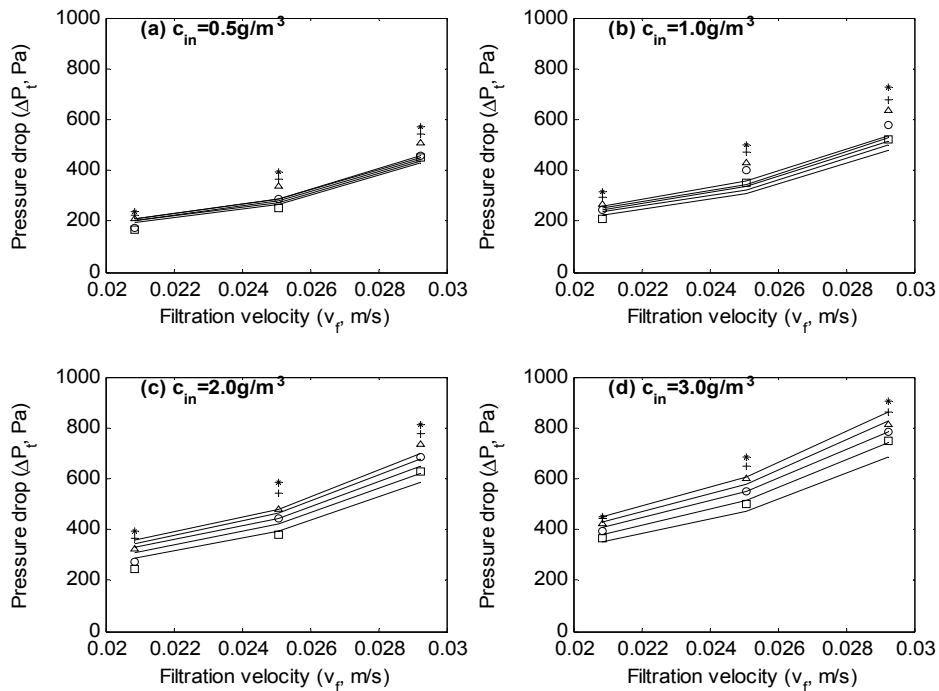 (a) c_in=0.5g/m³
Pressure drop (ΔP_t, Pa)
1000
800
600
400
200
0
0.02 0.022 0.024 0.026 0.028 0.03
Filtration velocity (v_f, m/s)
(b) c_in=1.0g/m³
Pressure drop (ΔP_t, Pa)
1000
800
600
400
200
0
0.02 0.022 0.024 0.026 0.028 0.03
Filtration velocity (v_f, m/s)
(c) c_in=2.0g/m³
Pressure drop (ΔP_t, Pa)
1000
800
600
400
200
0
0.02 0.022 0.024 0.026 0.028 0.03
Filtration velocity (v_f, m/s)
(d) c_in=3.0g/m³
Pressure drop (ΔP_t, Pa)
1000
800
600
400
200
0
0.02 0.022 0.024 0.026 0.028 0.03
Filtration velocity (v_f, m/s)